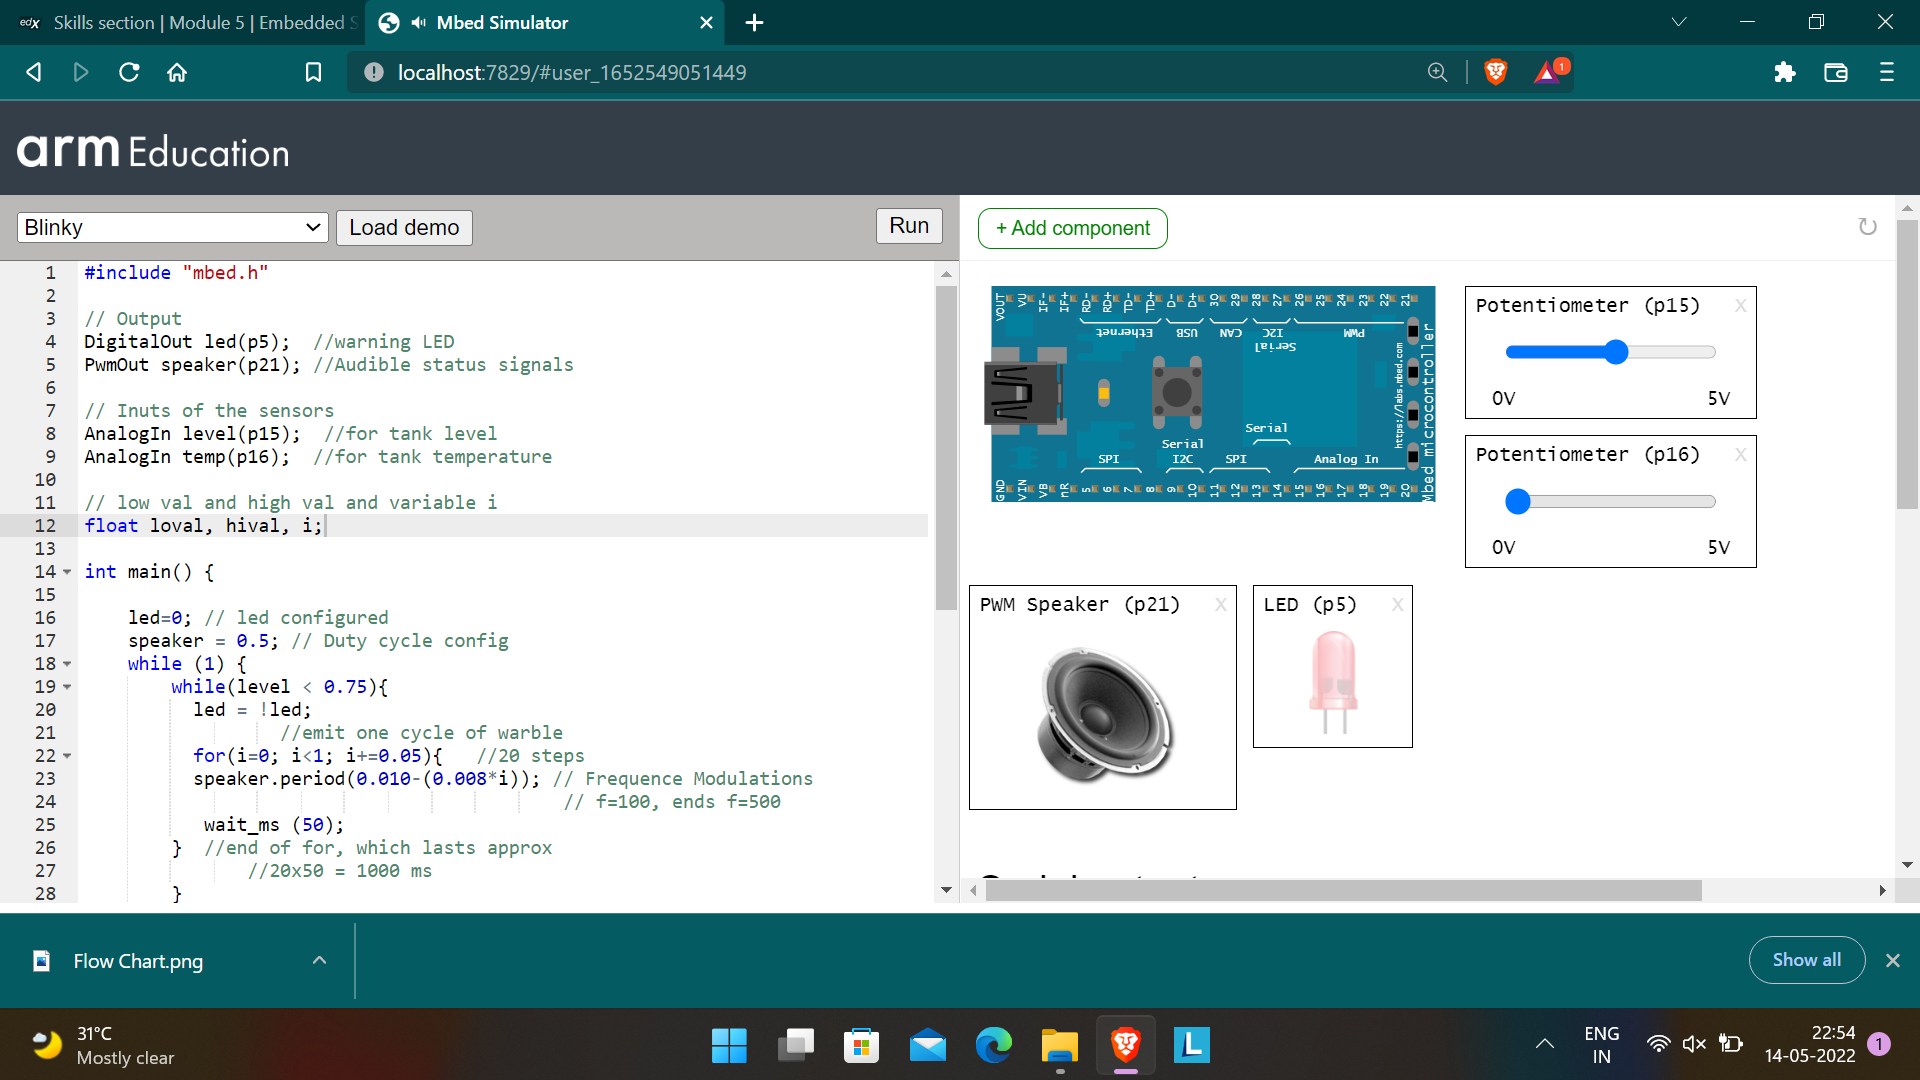 edX Skills section | Module 5 | Embedded S
Mbed Simulator
localhost:7829/#user_1652549051449
1
arm Education
Blinky
Load demo
Run
+ Add component
1 #include "mbed.h"
2
3 // Output
4 DigitalOut led(p5);  //warning LED
5 PwmOut speaker(p21); //Audible status signals
6
7 // Inuts of the sensors
8 AnalogIn level(p15);  //for tank level
9 AnalogIn temp(p16);  //for tank temperature
10
11 // low val and high val and variable i
12 float loval, hival, i;
13
14 int main() {
15
16 led=0; // led configured
17 speaker = 0.5; // Duty cycle config
18 while (1) {
19 while(level < 0.75){
20 led = !led;
21 //emit one cycle of warble
22 for(i=0; i<1; i+=0.05){   //20 steps
23 speaker.period(0.010-(0.008*i)); // Frequence Modulations
24 // f=100, ends f=500
25 wait_ms (50);
26 }  //end of for, which lasts approx
27 //20x50 = 1000 ms
28 }
VOUT VU IF- IF+ RD- RD+ TD- TD+ D- D+ 30 29 28 27 26 25 24 23 22 21
Ethernet USB CAN I2C PWM
Serial
https://labs.mbed.com
Mbed microcontroller
Serial
Serial
SPI I2C SPI Analog In
GND VIN VB nR 5 6 7 8 9 10 11 12 13 14 15 16 17 18 19 20
Potentiometer (p15) X
0V 5V
Potentiometer (p16) X
0V 5V
PWM Speaker (p21) X
LED (p5) X
Flow Chart.png
Show all
31°C
Mostly clear
L
ENG
IN
22:54
14-05-2022
1